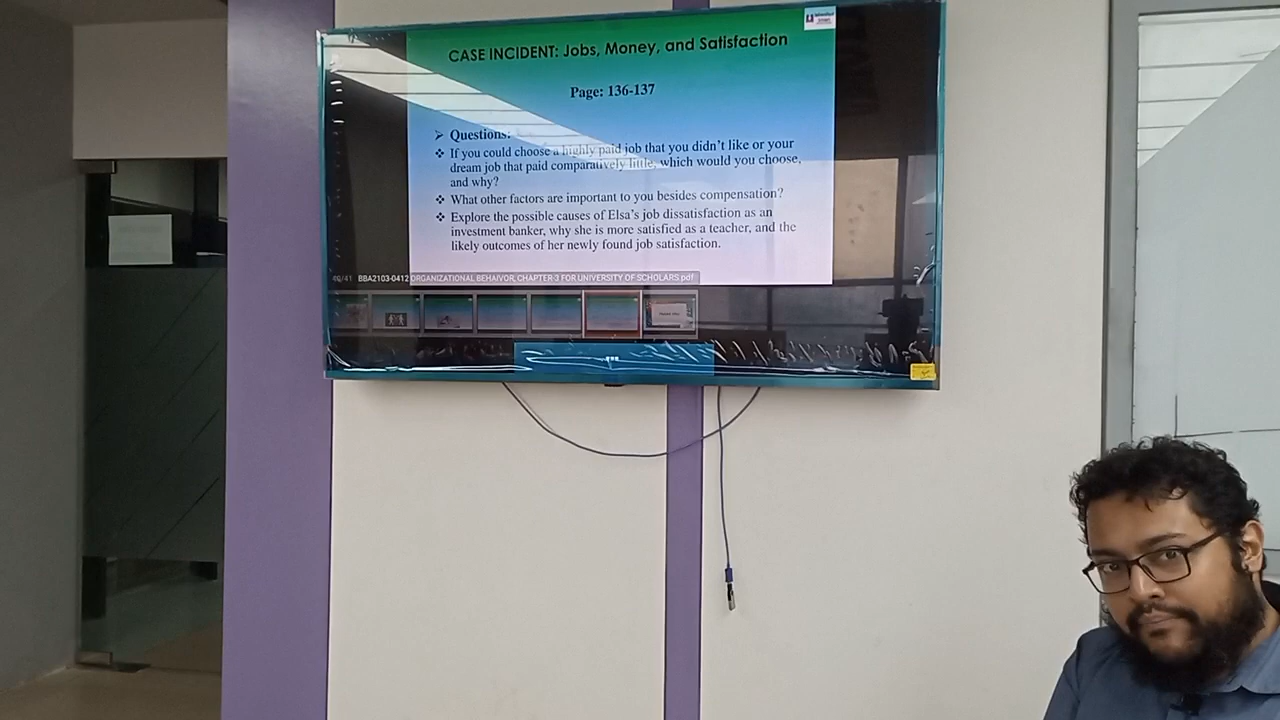 CASE INCIDENT: Jobs, Money, and Satisfaction
Page: 136-137
➢ Questions:
❖ If you could choose a highly paid job that you didn't like or your
dream job that paid comparatively little, which would you choose,
and why?
❖ What other factors are important to you besides compensation?
❖ Explore the possible causes of Elsa's job dissatisfaction as an
investment banker, why she is more satisfied as a teacher, and the
likely outcomes of her newly found job satisfaction.
40/41 BBA2103-0412 ORGANIZATIONAL BEHAIVOR, CHAPTER-3 FOR UNIVERSITY OF SCHOLARS.pdf